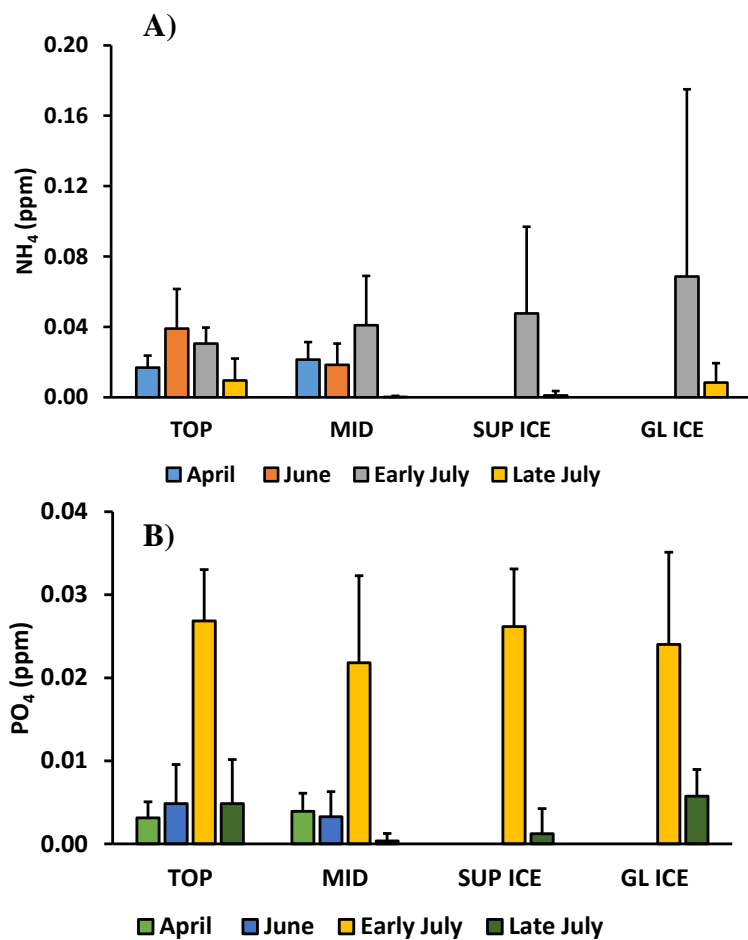 A)
0.20
0.16
0.12
0.08
0.04
0.00
NH₄ (ppm)
TOP MID SUP ICE GL ICE
April June Early July Late July
B)
0.04
0.03
0.02
0.01
0.00
PO₄ (ppm)
TOP MID SUP ICE GL ICE
April June Early July Late July